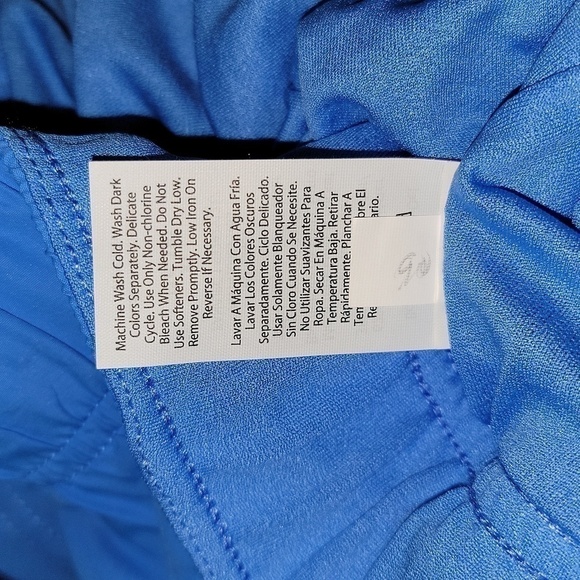 Machine Wash Cold. Wash Dark
Colors Separately. Delicate
Cycle. Use Only Non-chlorine
Bleach When Needed. Do Not
Use Softeners. Tumble Dry Low.
Remove Promptly. Low Iron On
Reverse If Necessary.
Lavar A Máquina Con Agua Fría.
Lavar Los Colores Oscuros
Separadamente. Ciclo Delicado.
Usar Solamente Blanqueador
Sin Cloro Cuando Se Necesite.
No Utilizar Suavizantes Para
Ropa. Secar En Máquina A
Temperatura Baja. Retirar
Rápidamente. Planchar A